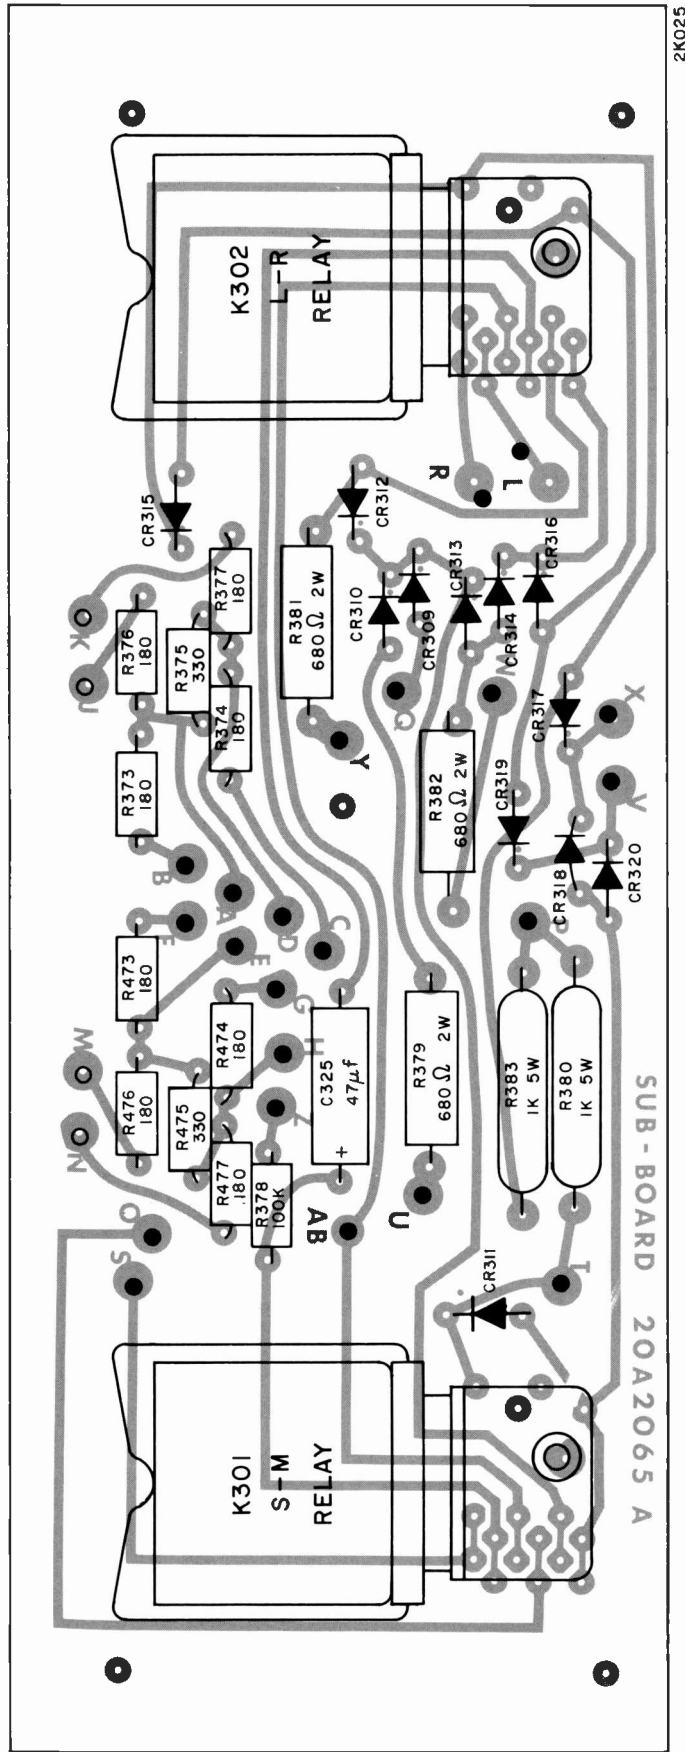 2K025
K302
L-R
RELAY
R
L
CR315
CR312
CR316
CR313
CR310
CR309
CR314
R377
180
R381
680 Ω 2W
K
R376
180
R375
330
J
R374
180
Q
W
CR317
X
Y
R373
180
R382
680 Ω 2W
CR319
V
CR318
CR320
B
A
F
D
C
E
P
R473
180
G
R474
180
H
C325
47µf
+
R379
680 Ω 2W
R383
1K 5W
R380
1K 5W
M
R476
180
R475
330
Z
N
R477
180
R378
100K
AB
U
O
S
T
CR311
SUB-BOARD 20A2065 A
K301
S-M
RELAY